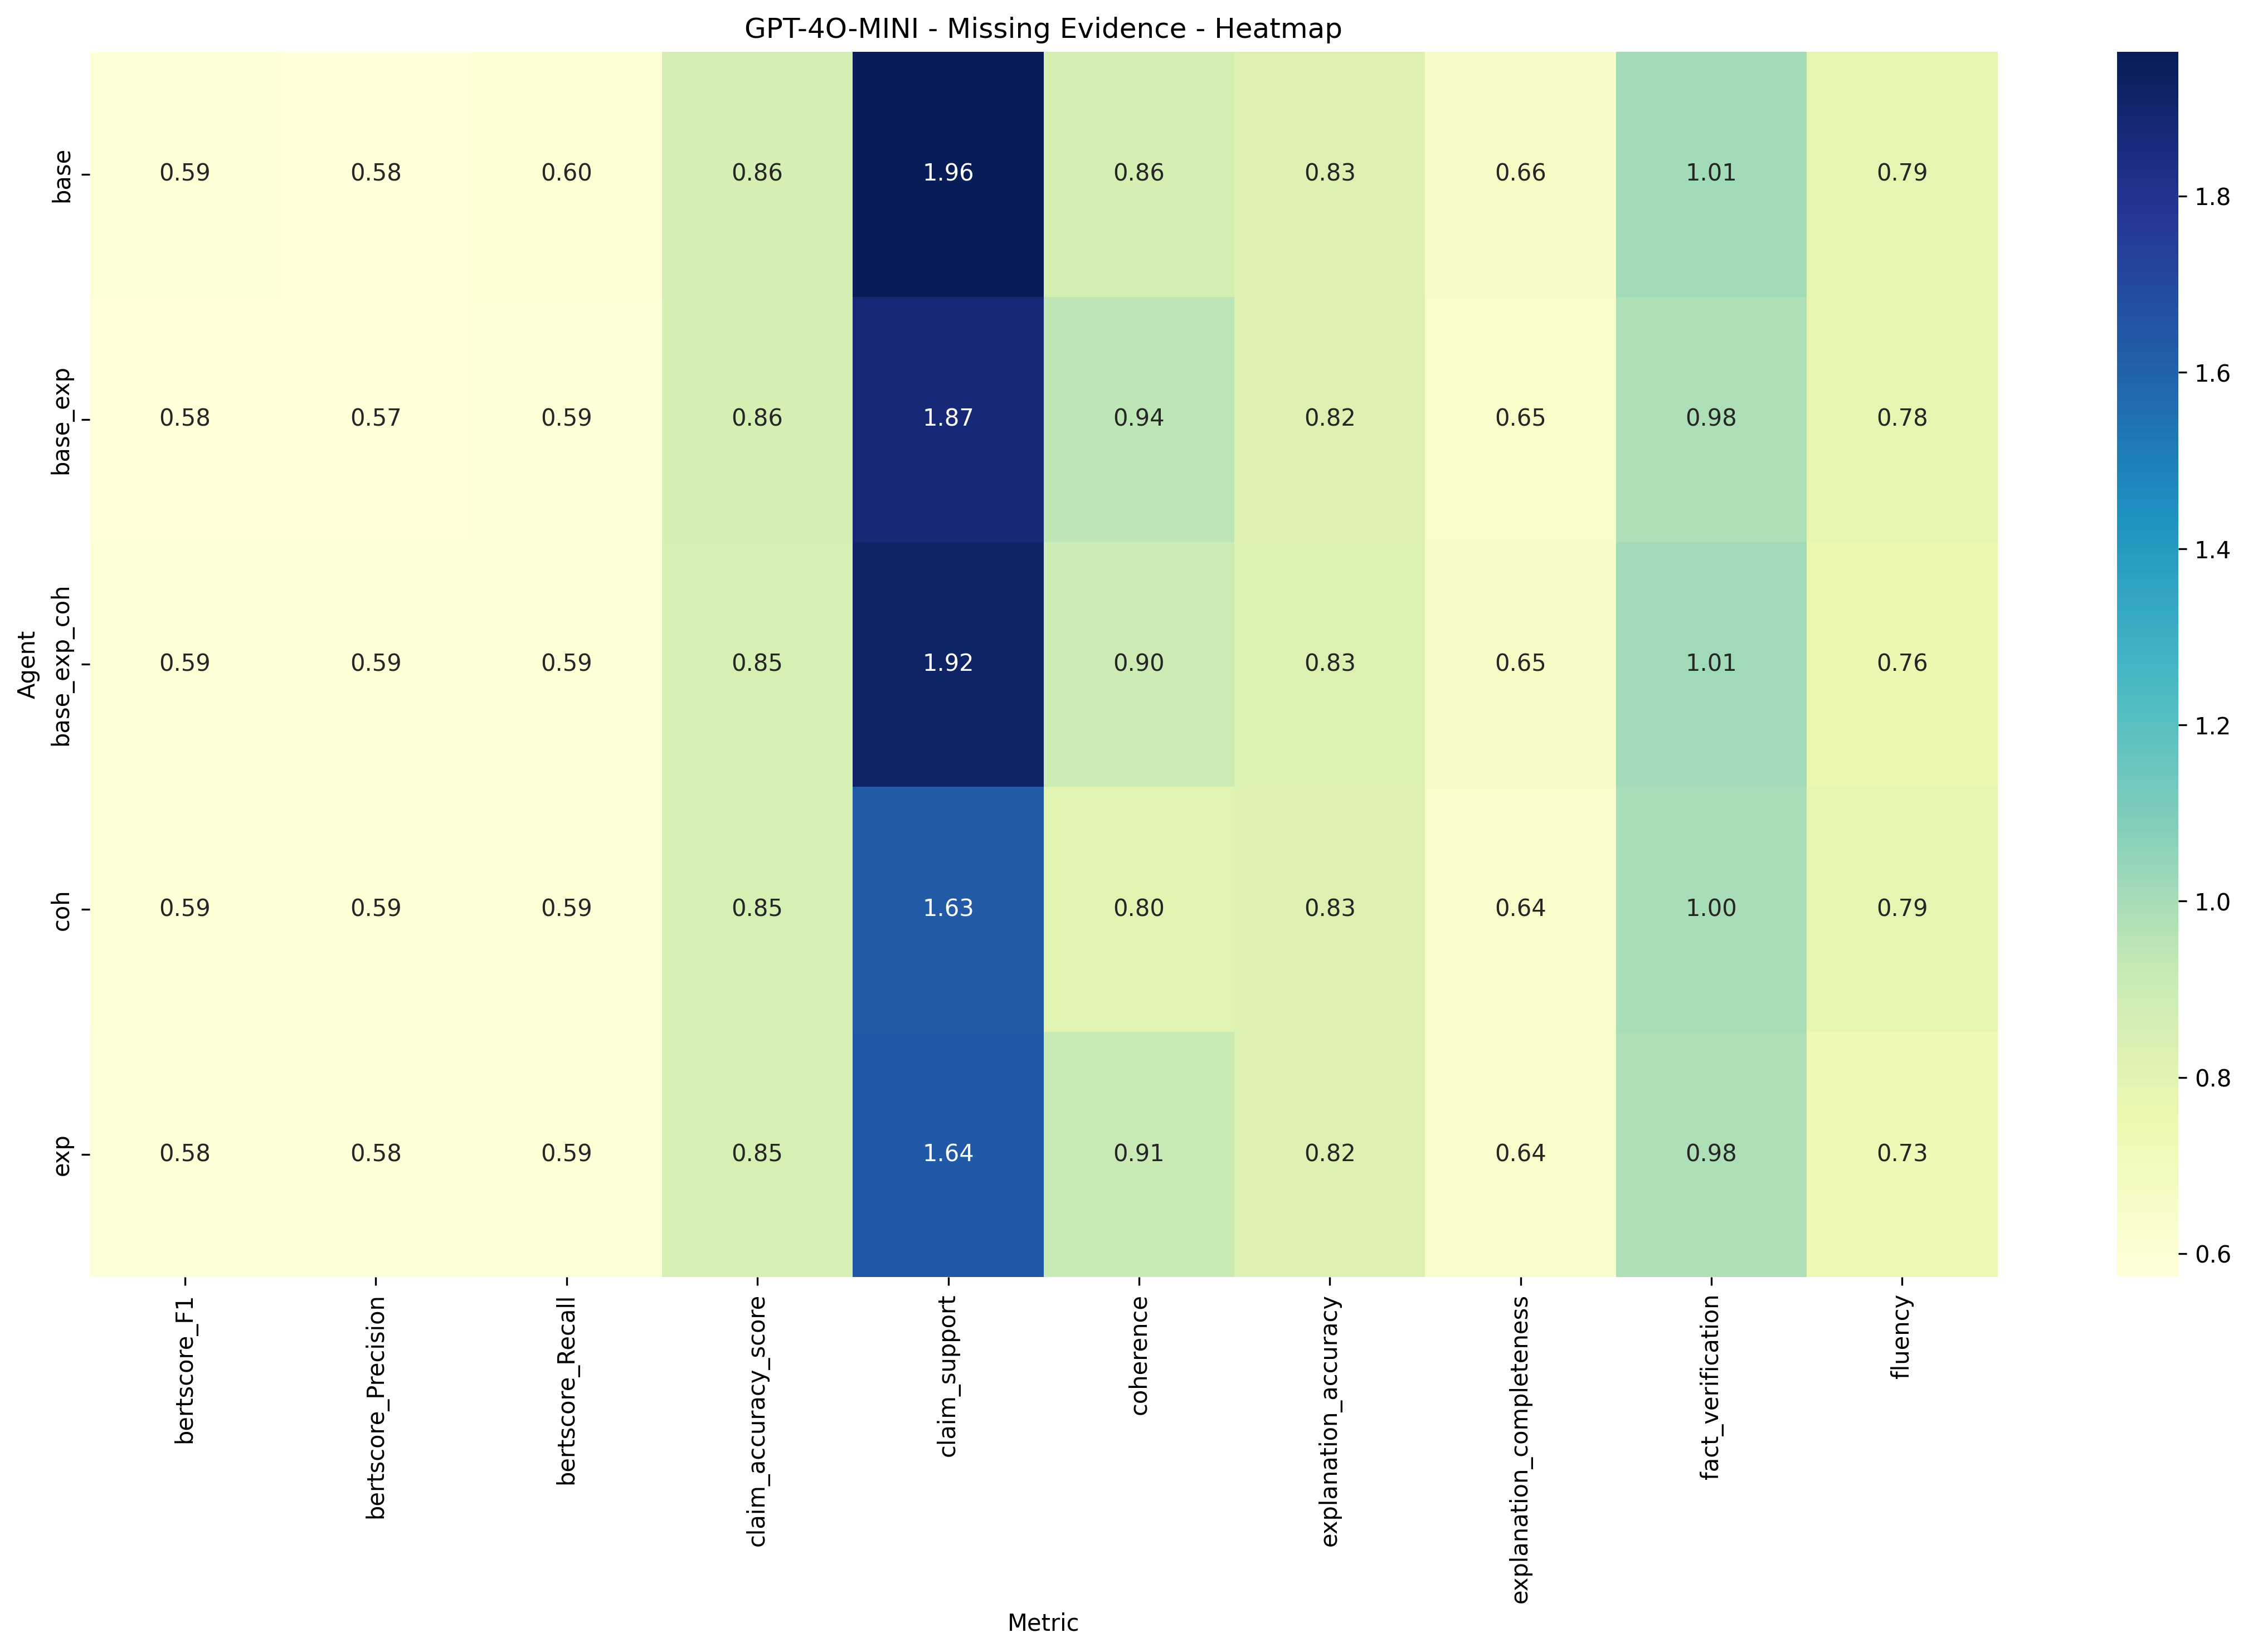 GPT-4O-MINI - Missing Evidence - Heatmap
Agent
base
0.59 0.58 0.60 0.86 1.96 0.86 0.83 0.66 1.01 0.79
base_exp
0.58 0.57 0.59 0.86 1.87 0.94 0.82 0.65 0.98 0.78
base_exp_coh
0.59 0.59 0.59 0.85 1.92 0.90 0.83 0.65 1.01 0.76
coh
0.59 0.59 0.59 0.85 1.63 0.80 0.83 0.64 1.00 0.79
exp
0.58 0.58 0.59 0.85 1.64 0.91 0.82 0.64 0.98 0.73
bertscore_F1
bertscore_Precision
bertscore_Recall
claim_accuracy_score
claim_support
coherence
explanation_accuracy
explanation_completeness
fact_verification
fluency
Metric
1.8
1.6
1.4
1.2
1.0
0.8
0.6